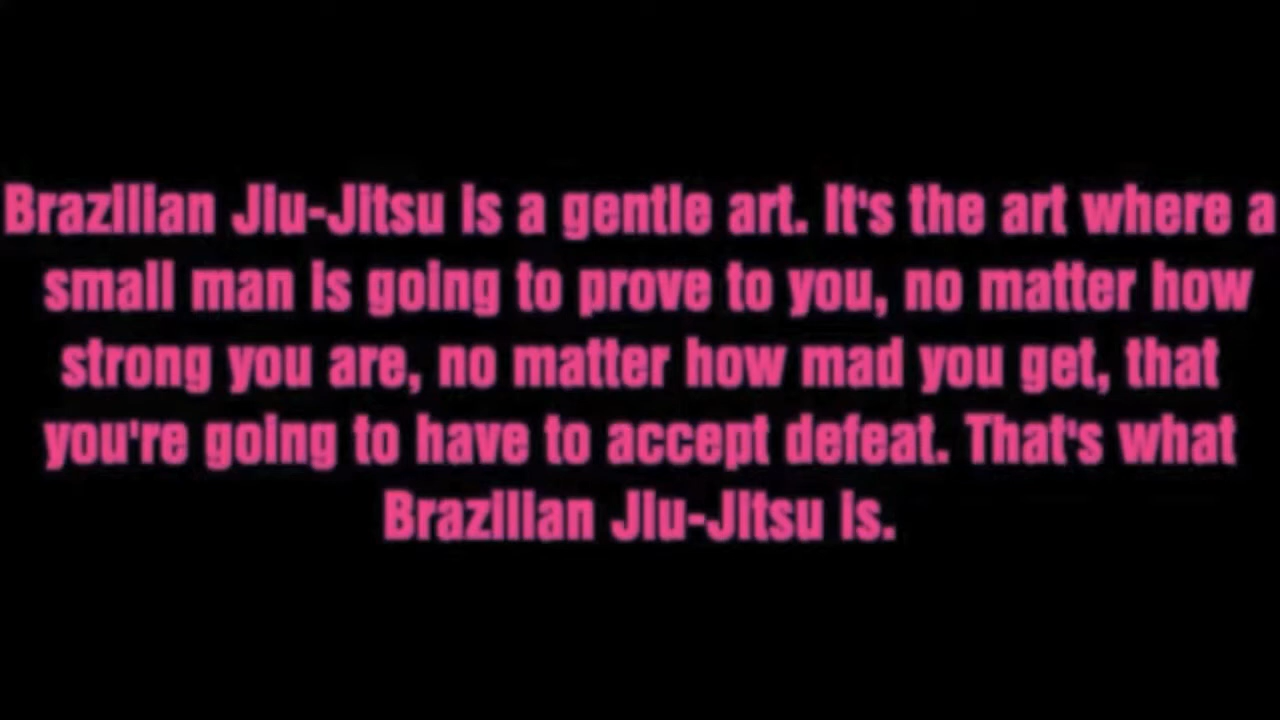 Brazilian Jiu-Jitsu is a gentle art. It's the art where a
small man is going to prove to you, no matter how
strong you are, no matter how mad you get, that
you're going to have to accept defeat. That's what
Brazilian Jiu-Jitsu is.